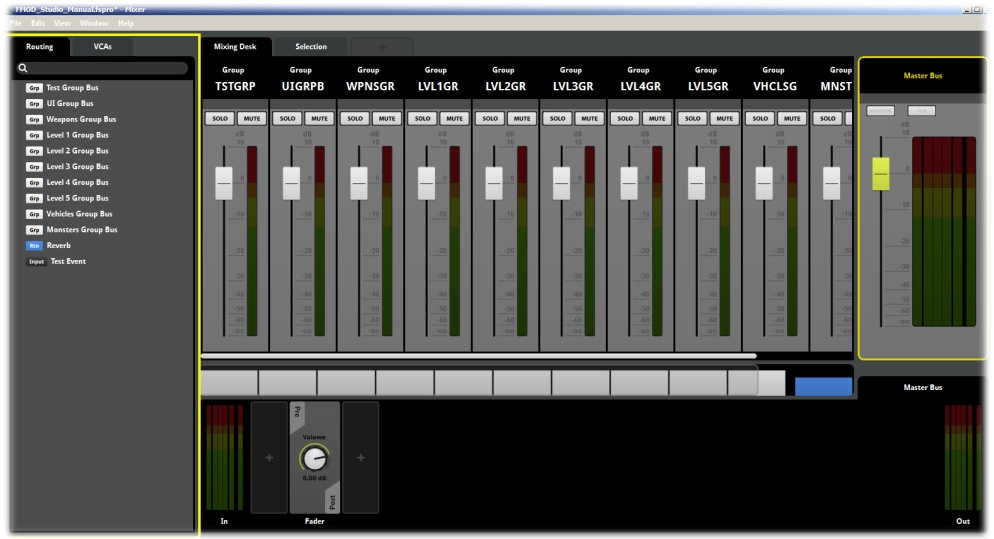 FMOD_Studio_Manual.fspro* - Mixer
File Edit View Window Help
Routing VCAs
Mixing Desk Selection +
Grp Test Group Bus
Grp UI Group Bus
Grp Weapons Group Bus
Grp Level 1 Group Bus
Grp Level 2 Group Bus
Grp Level 3 Group Bus
Grp Level 4 Group Bus
Grp Level 5 Group Bus
Grp Vehicles Group Bus
Grp Monsters Group Bus
Rtn Reverb
Input Test Event
Group Group Group Group Group Group Group Group Group Group
TSTGRP UIGRPB WPNSGR LVL1GR LVL2GR LVL3GR LVL4GR LVL5GR VHCLSG MNST
SOLO MUTE SOLO MUTE SOLO MUTE SOLO MUTE SOLO MUTE SOLO MUTE SOLO MUTE SOLO MUTE SOLO MUTE SOLO
dB dB dB dB dB dB dB dB dB dB
10 10 10 10 10 10 10 10 10 10
0 0 0 0 0 0 0 0 0 0
-10 -10 -10 -10 -10 -10 -10 -10 -10 -10
-20 -20 -20 -20 -20 -20 -20 -20 -20 -20
-30 -30 -30 -30 -30 -30 -30 -30 -30 -30
-40 -40 -40 -40 -40 -40 -40 -40 -40 -40
-50 -50 -50 -50 -50 -50 -50 -50 -50 -50
-60 -60 -60 -60 -60 -60 -60 -60 -60 -60
-oo -oo -oo -oo -oo -oo -oo -oo -oo -oo
Master Bus
dB
10
0
-10
-20
-30
-40
-50
-60
-oo
Master Bus
Pre
Volume
0.00 dB
Post
+ +
In Fader Out